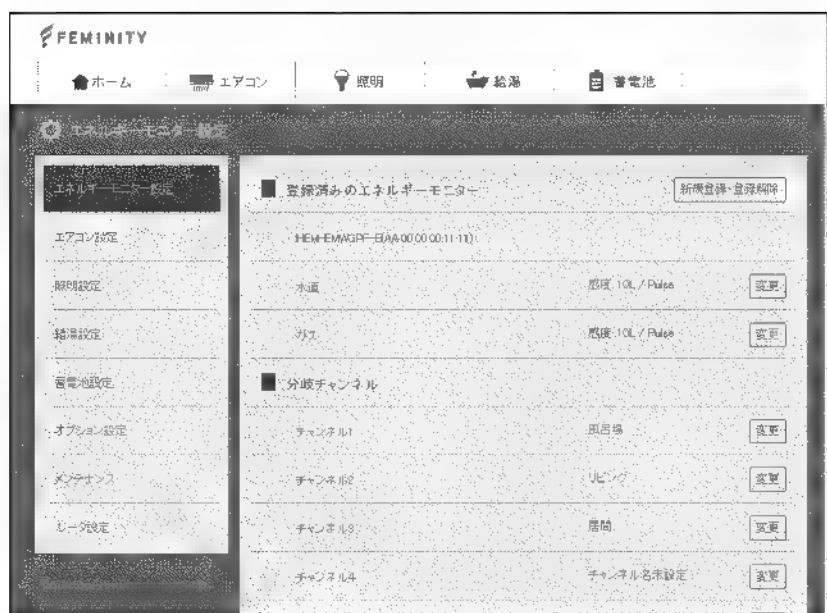 FEMINITY
ホーム エアコン 照明 給湯 蓄電池
エネルギーモニター設定
エネルギーモニター設定
エアコン設定
照明設定
給湯設定
蓄電池設定
オプション設定
メンテナンス
レータ設定
登録済みのエネルギーモニター 新規登録・登録解除
水道 感度:10L / Pulse 変更
ガス 感度:10L / Pulse 変更
分岐チャンネル
チャンネル1 風呂場 変更
チャンネル2 リビング 変更
チャンネル3 居間 変更
チャンネル4 チャンネル名未設定 変更